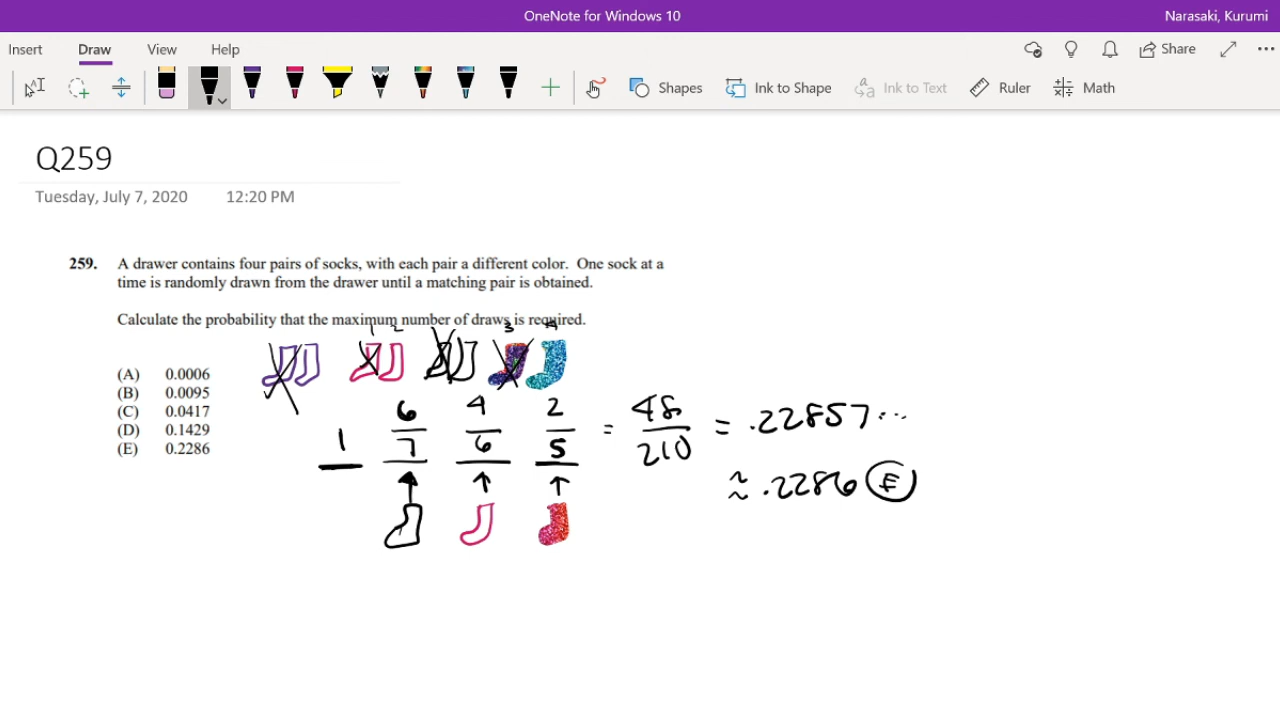 OneNote for Windows 10
Narasaki, Kurumi
Insert Draw View Help
Share
Shapes Ink to Shape Ink to Text Ruler Math
Q259
Tuesday, July 7, 2020 12:20 PM
259. A drawer contains four pairs of socks, with each pair a different color. One sock at a
time is randomly drawn from the drawer until a matching pair is obtained.
Calculate the probability that the maximum number of draws is required.
1 2 3 4
(A) 0.0006
(B) 0.0095
(C) 0.0417
(D) 0.1429
(E) 0.2286
1 6/7 4/6 2/5 = 48/210 = .22857...
≈ .2286 E